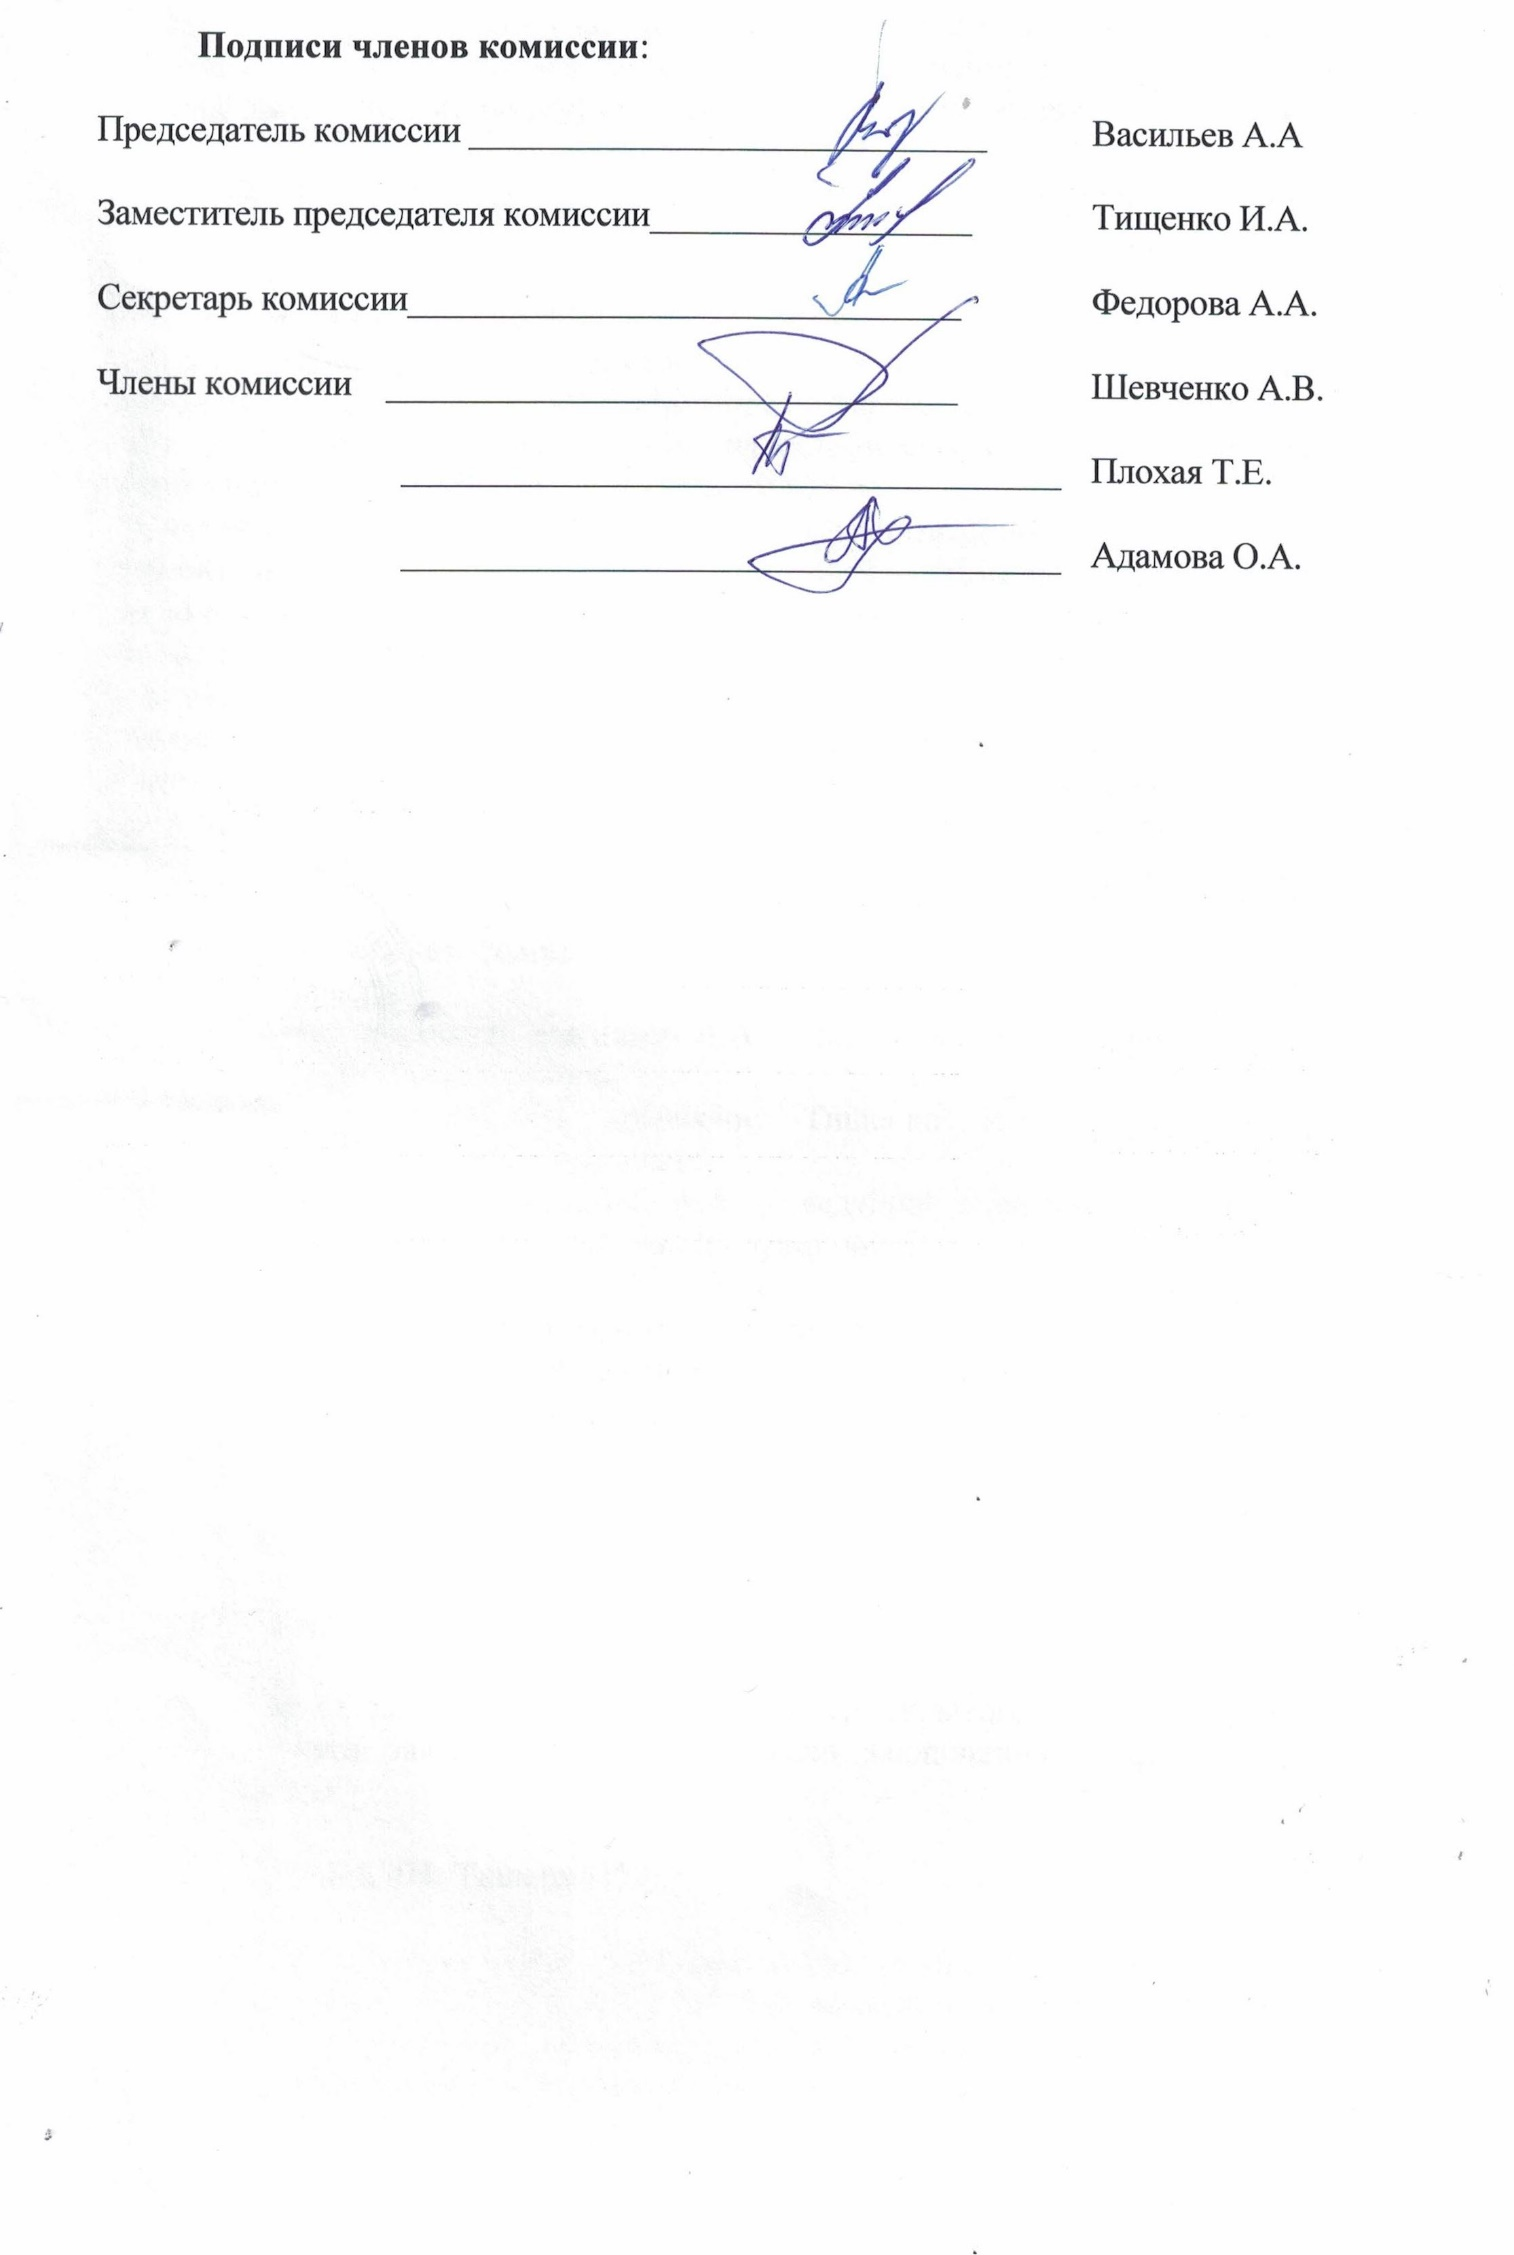 Подписи членов комиссии:
Председатель комиссии Васильев А.А
Заместитель председателя комиссии Тищенко И.А.
Секретарь комиссии Федорова А.А.
Члены комиссии Шевченко А.В.
Плохая Т.Е.
Адамова О.А.